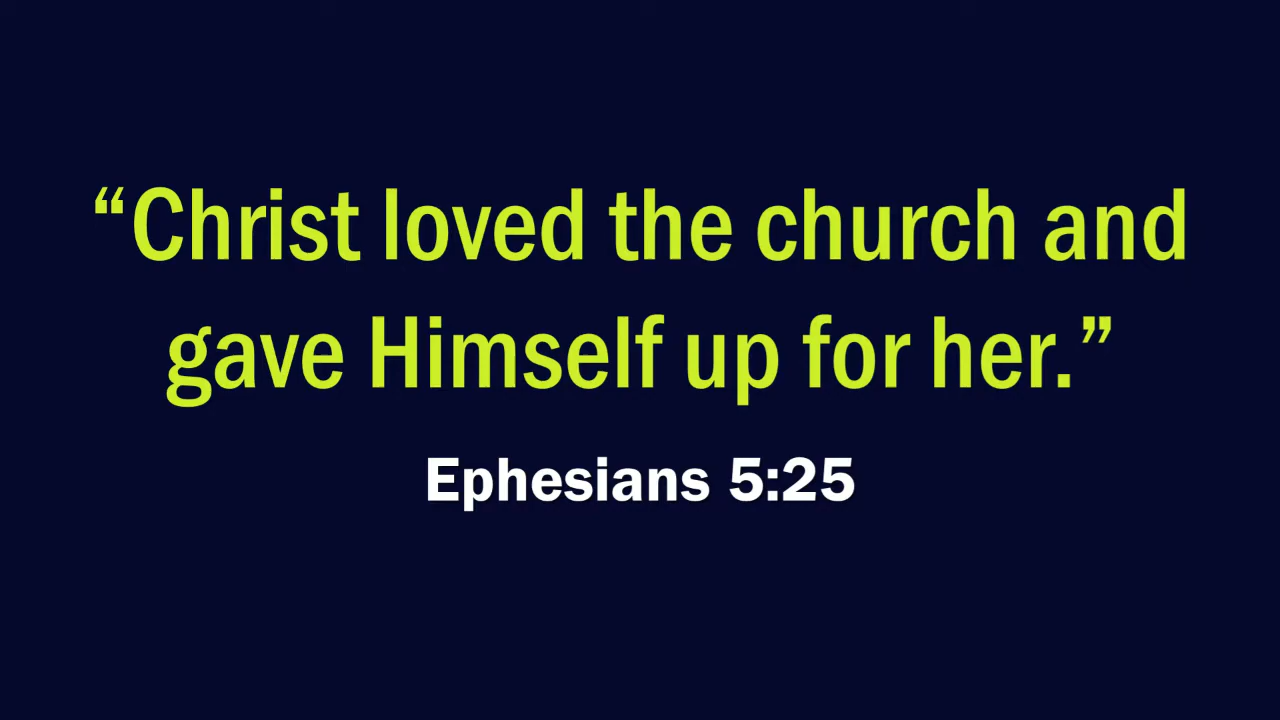 “Christ loved the church and
gave Himself up for her.”
Ephesians 5:25